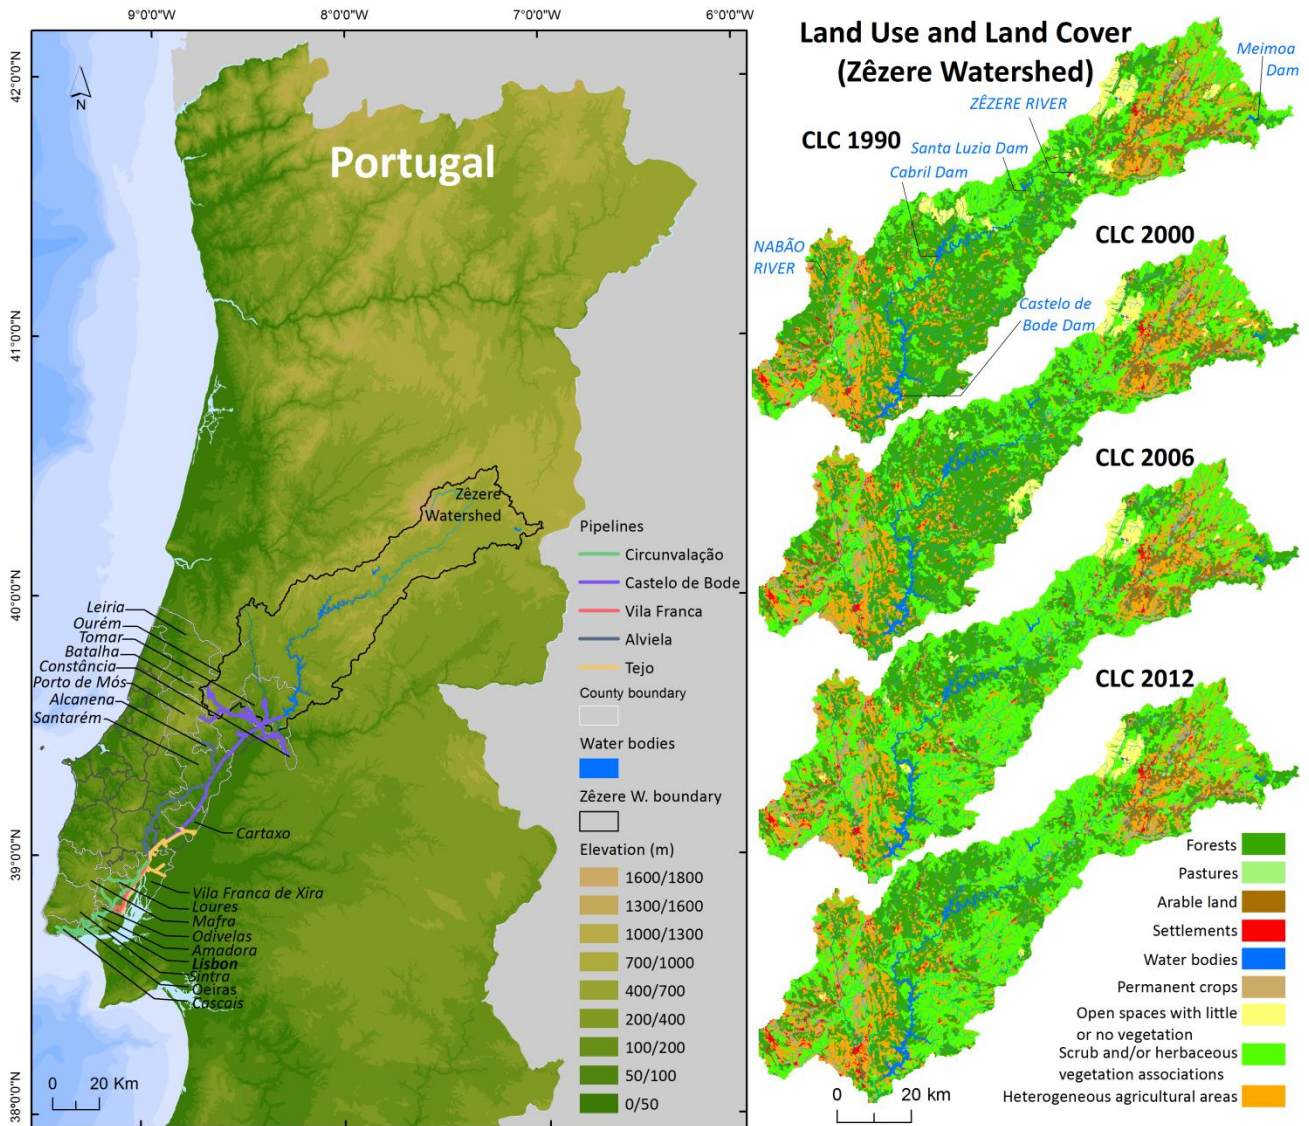 9°0'0"W
8°0'0"W
7°0'0"W
6°0'0"W
42°0'0"N
41°0'0"N
40°0'0"N
39°0'0"N
38°0'0"N
N
Portugal
Zêzere
Watershed
Leiria
Ourém
Tomar
Batalha
Constância
Porto de Mós
Alcanena
Santarém
Cartaxo
Vila Franca de Xira
Loures
Mafra
Odivelas
Amadora
Lisbon
Sintra
Oeiras
Cascais
0 20 Km
Pipelines
Circunvalação
Castelo de Bode
Vila Franca
Alviela
Tejo
County boundary
Water bodies
Zêzere W. boundary
Elevation (m)
1600/1800
1300/1600
1000/1300
700/1000
400/700
200/400
100/200
50/100
0/50
Land Use and Land Cover
(Zêzere Watershed)
Meimoa
Dam
ZÊZERE RIVER
CLC 1990
Santa Luzia Dam
Cabril Dam
NABÃO
RIVER
CLC 2000
Castelo de
Bode Dam
CLC 2006
CLC 2012
Forests
Pastures
Arable land
Settlements
Water bodies
Permanent crops
Open spaces with little
or no vegetation
Scrub and/or herbaceous
vegetation associations
Heterogeneous agricultural areas
0 20 km